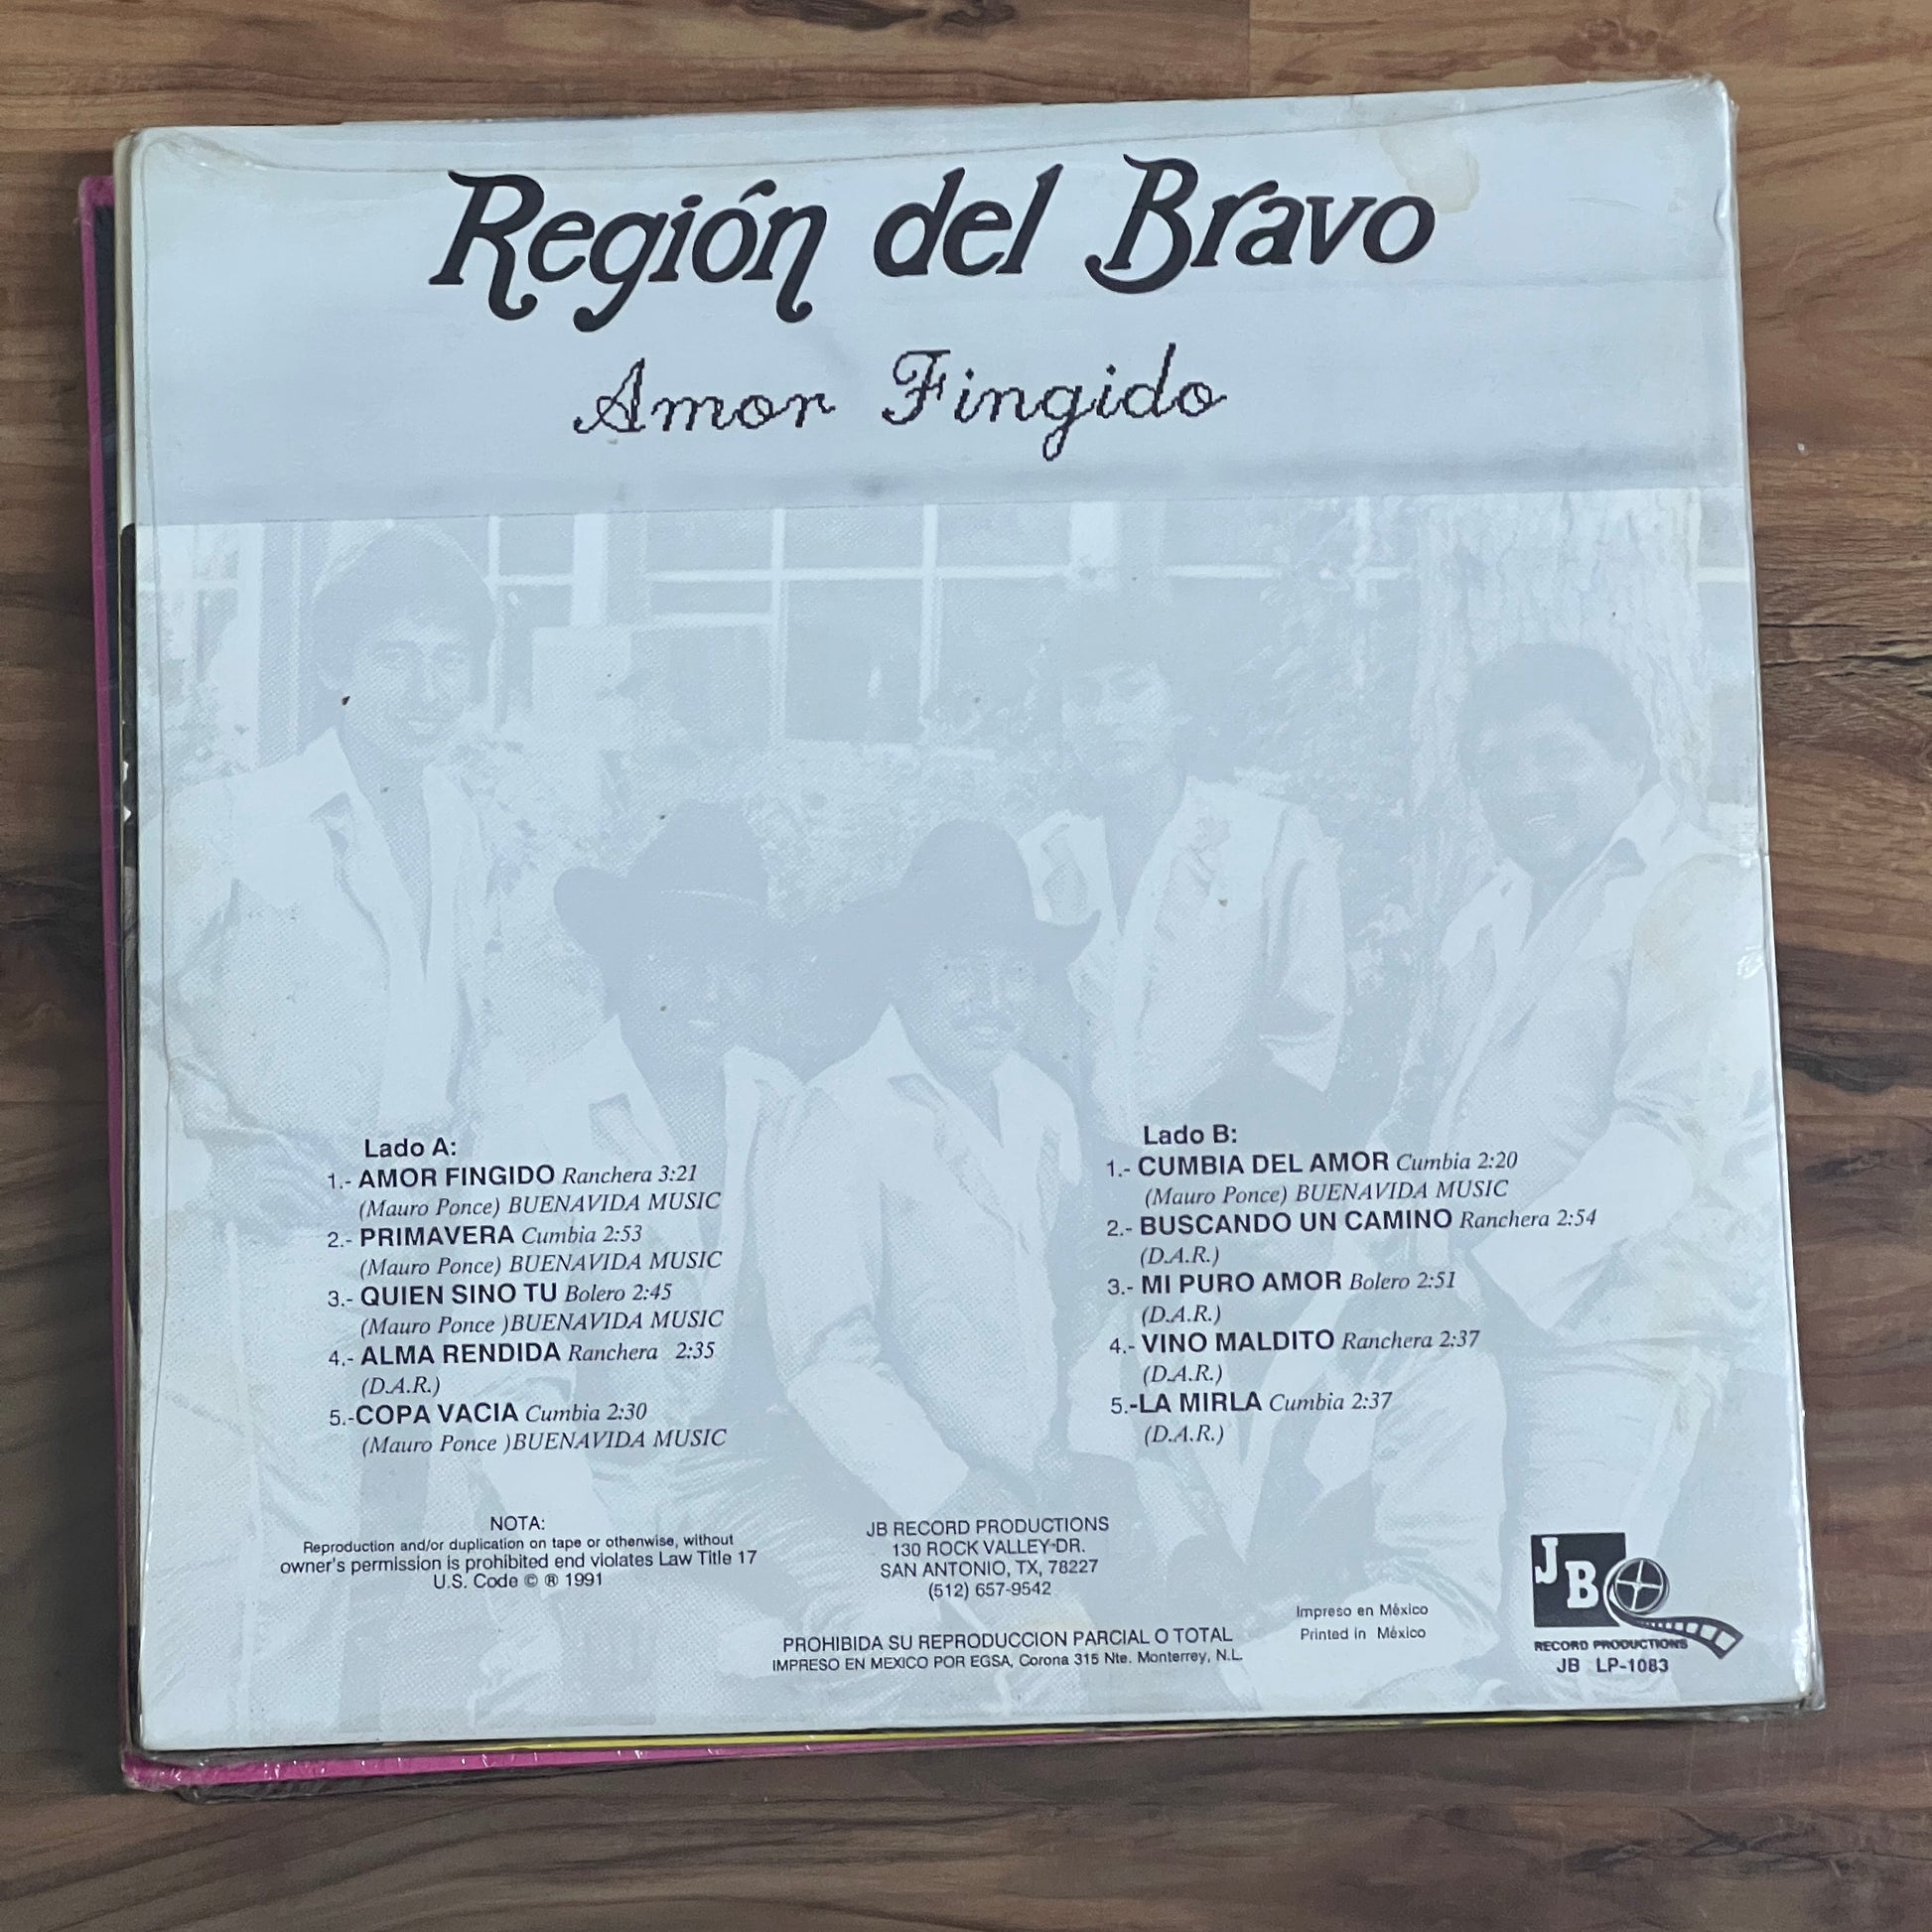 Región del Bravo
Amor Fingido
Lado A:
1.- AMOR FINGIDO Ranchera 3:21
(Mauro Ponce) BUENAVIDA MUSIC
2.- PRIMAVERA Cumbia 2:53
(Mauro Ponce) BUENAVIDA MUSIC
3.- QUIEN SINO TU Bolero 2:45
(Mauro Ponce )BUENAVIDA MUSIC
4.- ALMA RENDIDA Ranchera 2:35
(D.A.R.)
5.-COPA VACIA Cumbia 2:30
(Mauro Ponce )BUENAVIDA MUSIC
Lado B:
1.- CUMBIA DEL AMOR Cumbia 2:20
(Mauro Ponce) BUENAVIDA MUSIC
2.- BUSCANDO UN CAMINO Ranchera 2:54
(D.A.R.)
3.- MI PURO AMOR Bolero 2:51
(D.A.R.)
4.- VINO MALDITO Ranchera 2:37
(D.A.R.)
5.-LA MIRLA Cumbia 2:37
(D.A.R.)
NOTA:
Reproduction and/or duplication on tape or otherwise, without
owner's permission is prohibited end violates Law Title 17
U.S. Code © ® 1991
JB RECORD PRODUCTIONS
130 ROCK VALLEY DR.
SAN ANTONIO, TX, 78227
(512) 657-9542
PROHIBIDA SU REPRODUCCION PARCIAL O TOTAL
IMPRESO EN MEXICO POR EGSA, Corona 315 Nte. Monterrey, N.L.
Impreso en México
Printed in México
JB
RECORD PRODUCTIONS
JB LP-1083